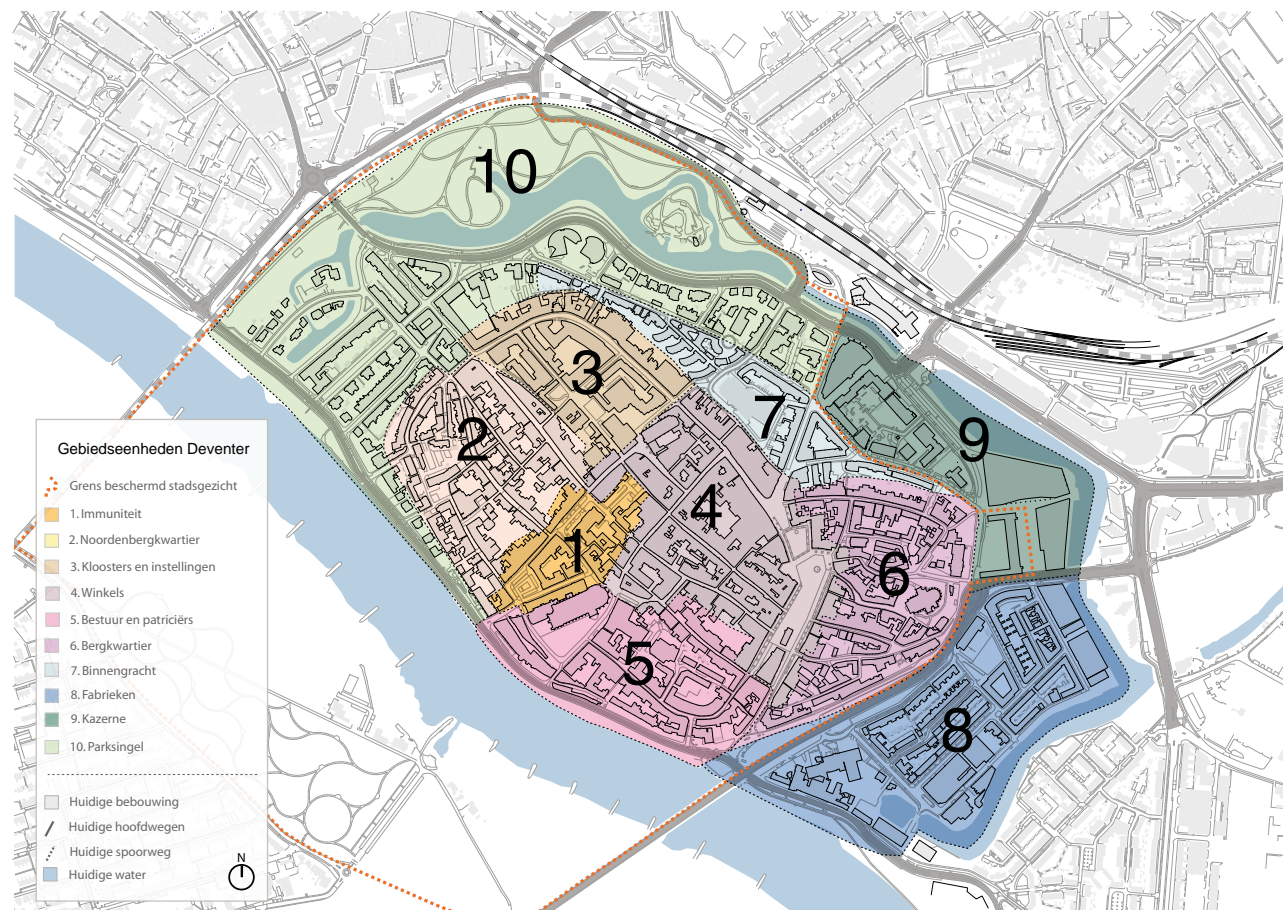 10
3
7
2
9
4
1
6
5
8
Gebiedseenheden Deventer
Grens beschermd stadsgezicht
1. Immuniteit
2. Noordenbergkwartier
3. Kloosters en instellingen
4. Winkels
5. Bestuur en patriciërs
6. Bergkwartier
7. Binnengracht
8. Fabrieken
9. Kazerne
10. Parksingel
Huidige bebouwing
Huidige hoofdwegen
Huidige spoorweg
Huidige water
N